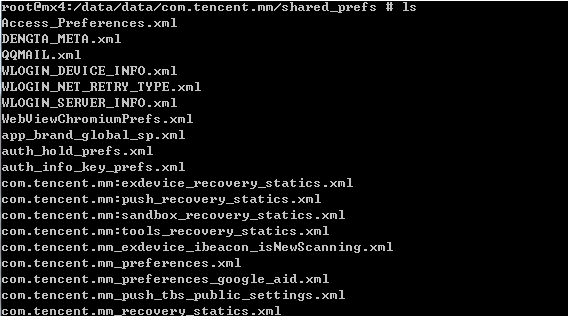 root@mx4:/data/data/com.tencent.mm/shared_prefs # ls
Access_Preferences.xml
DENGTA_META.xml
QQMAIL.xml
WLOGIN_DEVICE_INFO.xml
WLOGIN_NET_RETRY_TYPE.xml
WLOGIN_SERVER_INFO.xml
WebViewChromiumPrefs.xml
app_brand_global_sp.xml
auth_hold_prefs.xml
auth_info_key_prefs.xml
com.tencent.mm:exdevice_recovery_statics.xml
com.tencent.mm:push_recovery_statics.xml
com.tencent.mm:sandbox_recovery_statics.xml
com.tencent.mm:tools_recovery_statics.xml
com.tencent.mm_exdevice_ibeacon_isNewScanning.xml
com.tencent.mm_preferences.xml
com.tencent.mm_preferences_google_aid.xml
com.tencent.mm_push_tbs_public_settings.xml
com.tencent.mm_recovery_statics.xml